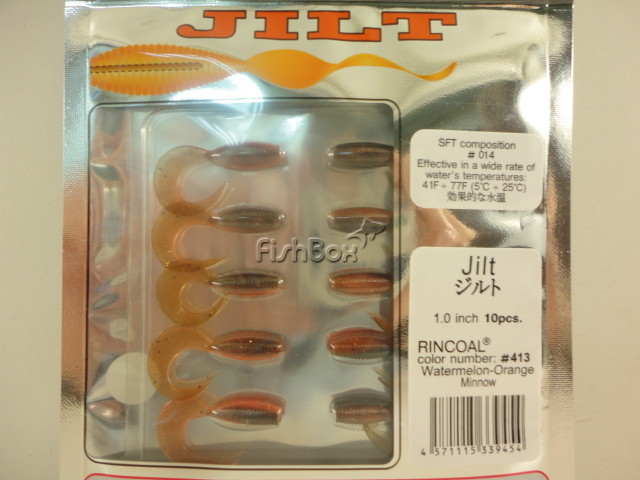 JILT
SFT composition
# 014
Effective in a wide rate of
water's temperatures:
41F ÷ 77F (5°C ÷ 25°C)
効果的な水温
FishBox
Jilt
ジルト
1.0 inch 10pcs.
RINCOAL®
color number: #413
Watermelon-Orange
Minnow
4 571115 339454